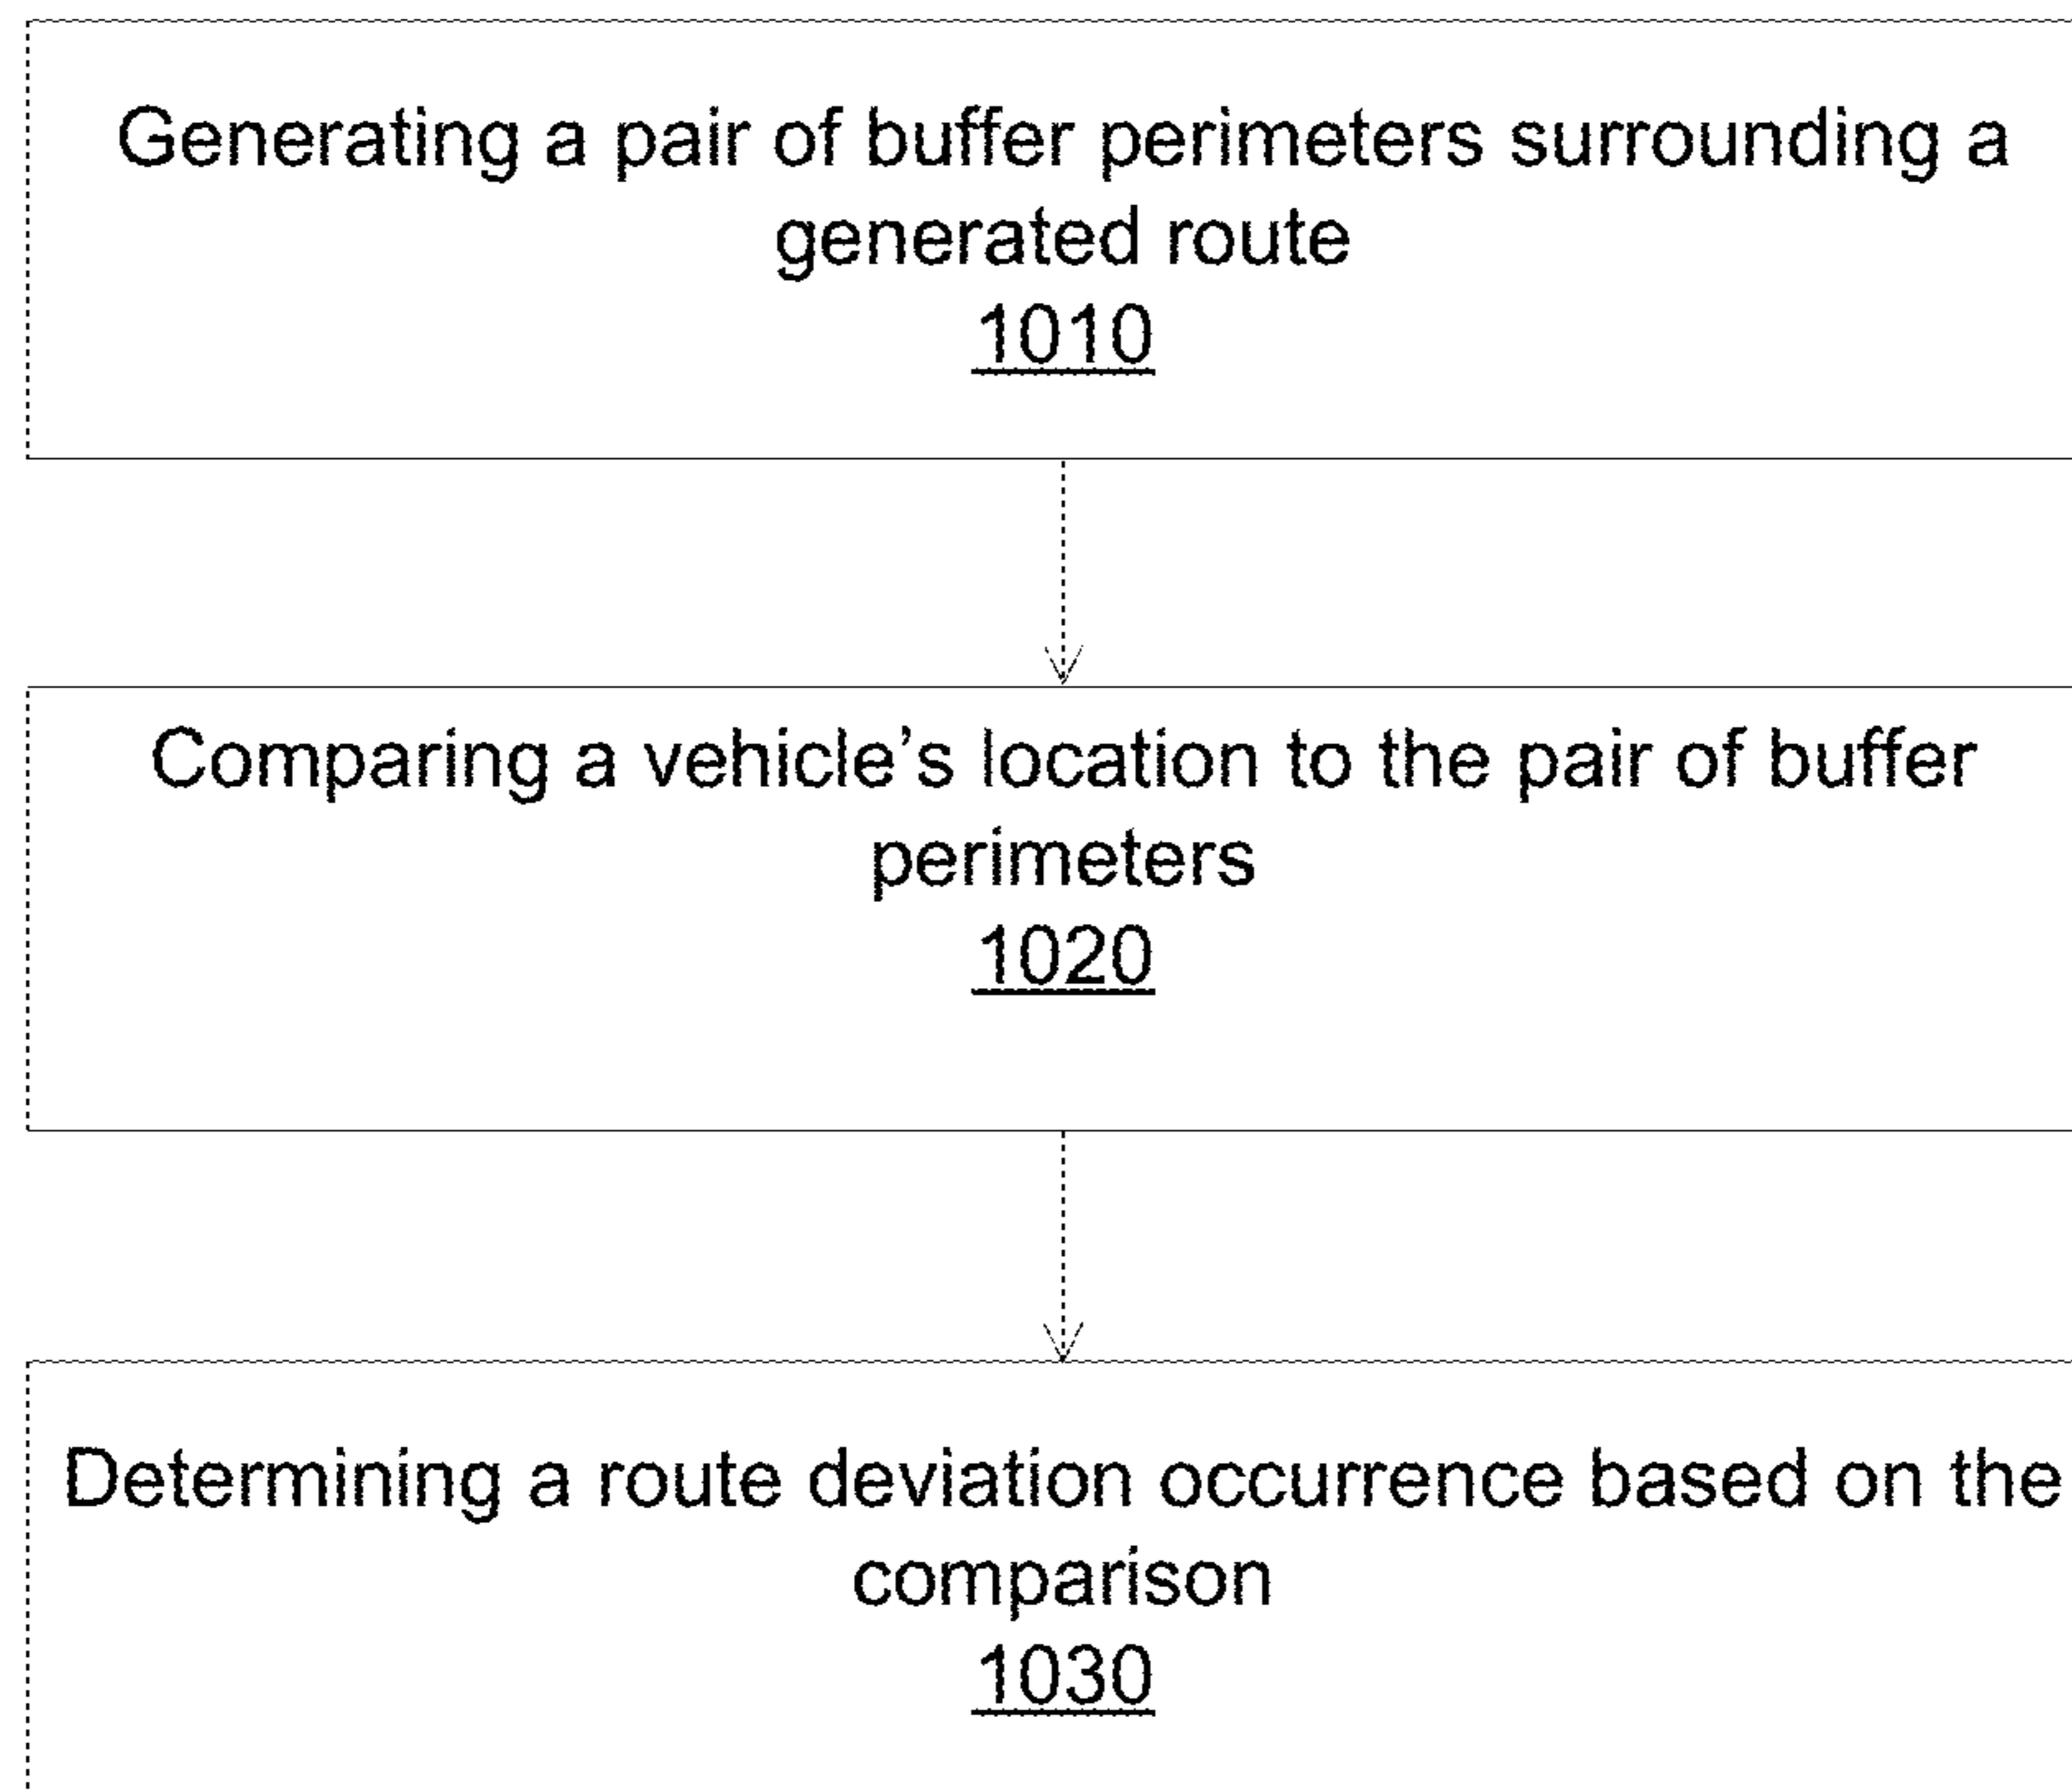 Generating a pair of buffer perimeters surrounding a
generated route
1010
Comparing a vehicle’s location to the pair of buffer
perimeters
1020
Determining a route deviation occurrence based on the
comparison
1030